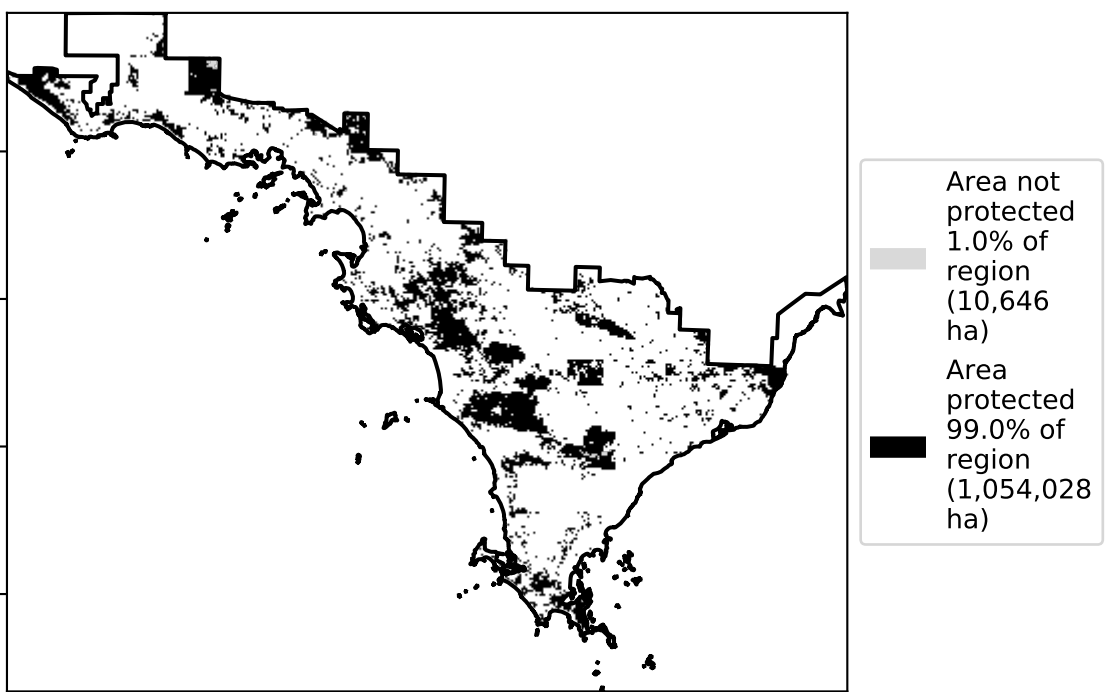 Area not
protected
1.0% of
region
(10,646
ha)
Area
protected
99.0% of
region
(1,054,028
ha)